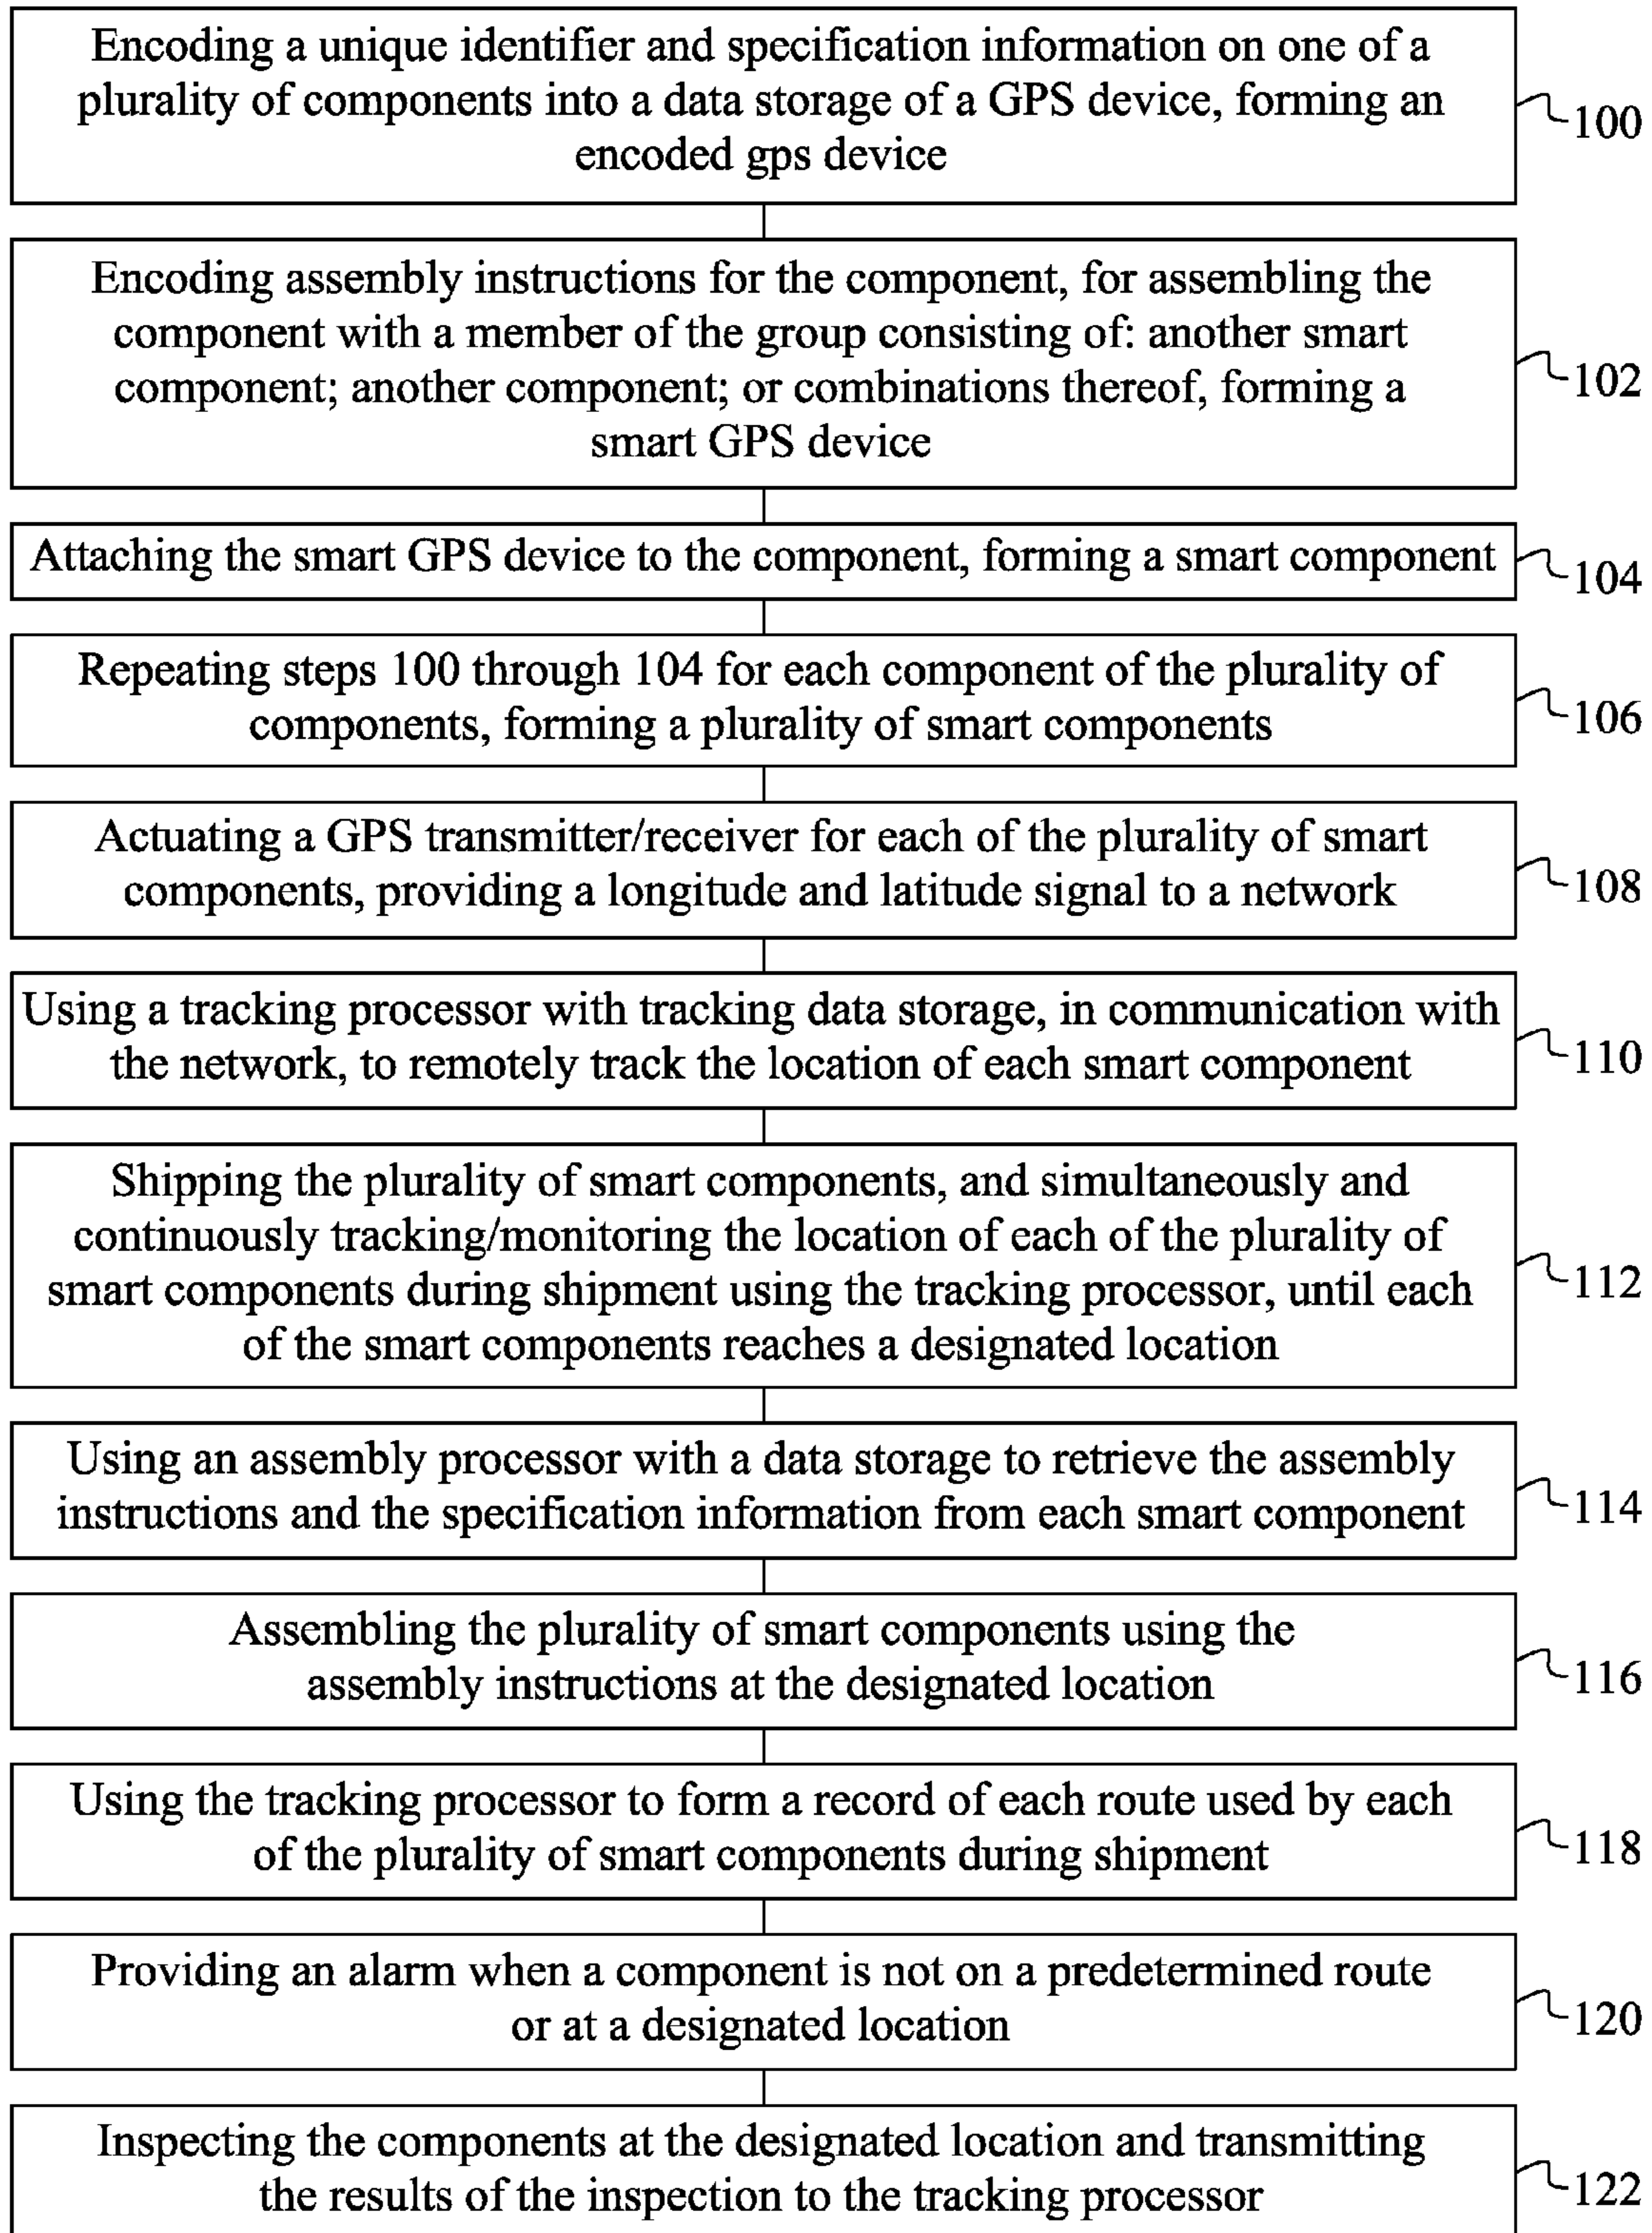 Encoding a unique identifier and specification information on one of a
plurality of components into a data storage of a GPS device, forming an
encoded gps device
100
Encoding assembly instructions for the component, for assembling the
component with a member of the group consisting of: another smart
component; another component; or combinations thereof, forming a
smart GPS device
102
Attaching the smart GPS device to the component, forming a smart component
104
Repeating steps 100 through 104 for each component of the plurality of
components, forming a plurality of smart components
106
Actuating a GPS transmitter/receiver for each of the plurality of smart
components, providing a longitude and latitude signal to a network
108
Using a tracking processor with tracking data storage, in communication with
the network, to remotely track the location of each smart component
110
Shipping the plurality of smart components, and simultaneously and
continuously tracking/monitoring the location of each of the plurality of
smart components during shipment using the tracking processor, until each
of the smart components reaches a designated location
112
Using an assembly processor with a data storage to retrieve the assembly
instructions and the specification information from each smart component
114
Assembling the plurality of smart components using the
assembly instructions at the designated location
116
Using the tracking processor to form a record of each route used by each
of the plurality of smart components during shipment
118
Providing an alarm when a component is not on a predetermined route
or at a designated location
120
Inspecting the components at the designated location and transmitting
the results of the inspection to the tracking processor
122